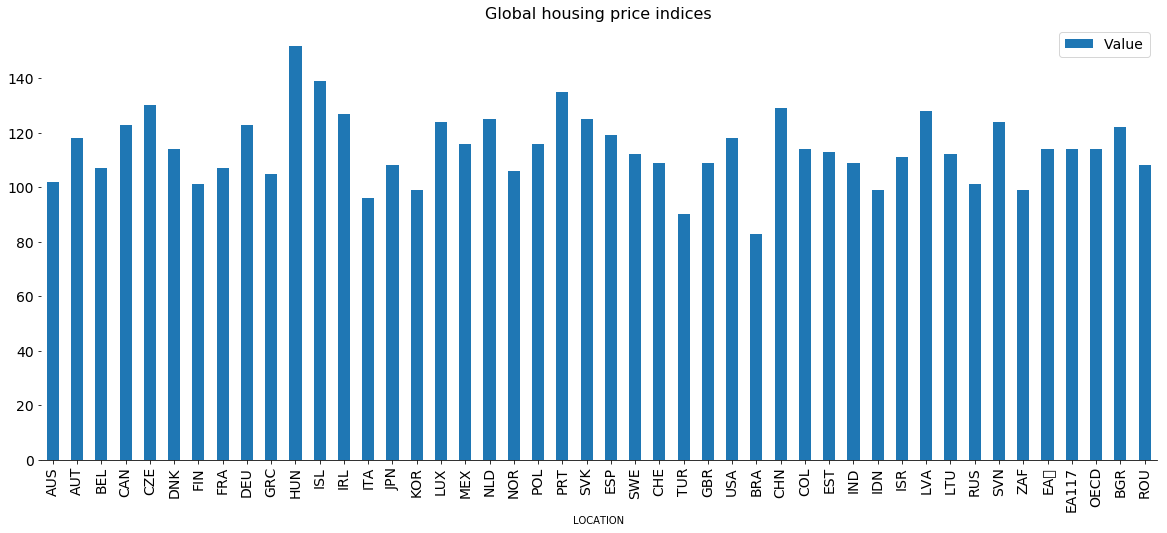 Global housing price indices
Value
140
120
100
80
60
40
20
0
AUS AUT BEL CAN CZE DNK FIN FRA DEU GRC HUN ISL IRL ITA JPN KOR LUX MEX NLD NOR POL PRT SVK ESP SWE CHE TUR GBR USA BRA CHN COL EST IND IDN ISR LVA LTU RUS SVN ZAF EA EA117 OECD BGR ROU
LOCATION